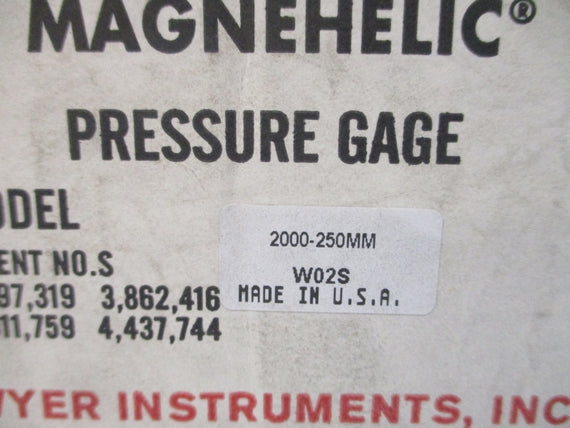 MAGNEHELIC®
PRESSURE GAGE
ODEL
2000-250MM
ENT NO.S
W02S
97,319 3,862,416
MADE IN U.S.A.
11,759 4,437,744
WYER INSTRUMENTS, INC